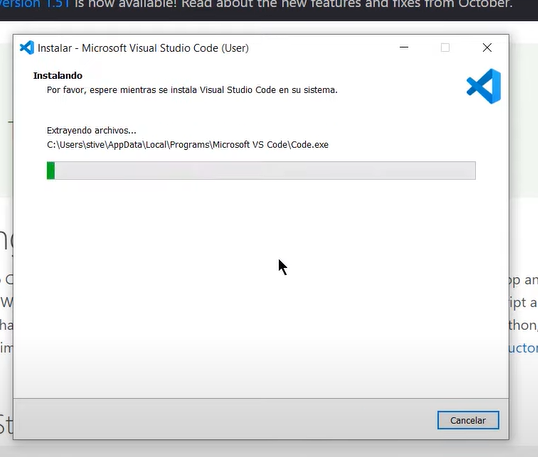 version 1.51 is now available! Read about the new features and fixes from October.
Instalar - Microsoft Visual Studio Code (User)
Instalando
Por favor, espere mientras se instala Visual Studio Code en su sistema.
Extrayendo archivos...
C:\Users\stive\AppData\Local\Programs\Microsoft VS Code\Code.exe
Cancelar